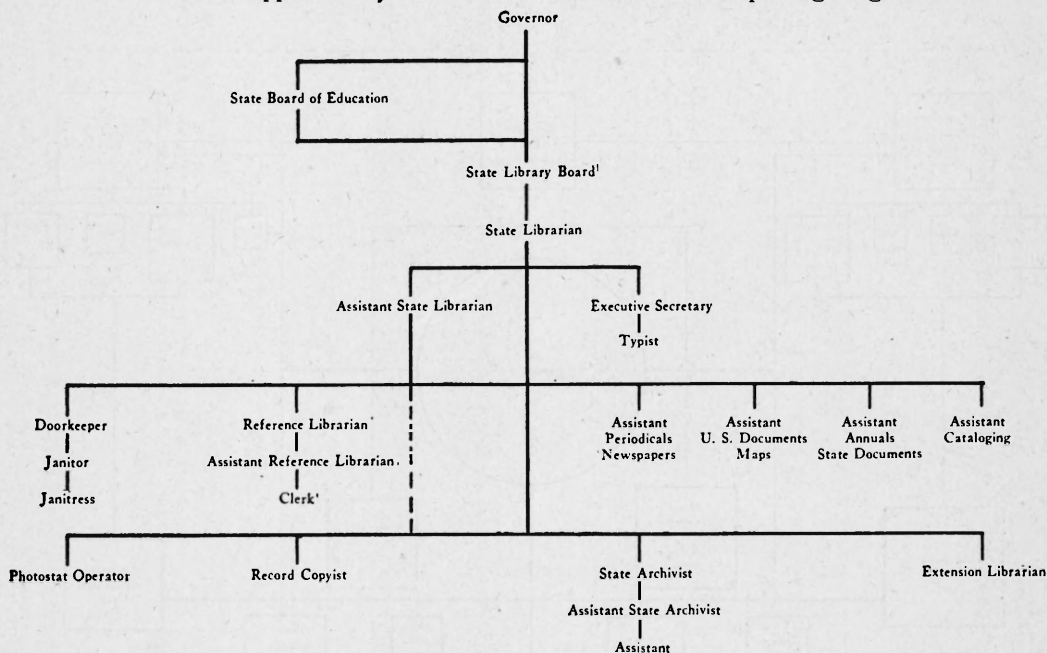 Governor
State Board of Education
State Library Board¹
State Librarian
Assistant State Librarian
Executive Secretary
Typist
Doorkeeper
Janitor
Janitress
Reference Librarian
Assistant Reference Librarian
Clerk¹
Assistant
Periodicals
Newspapers
Assistant
U. S. Documents
Maps
Assistant
Annuals
State Documents
Assistant
Cataloging
Photostat Operator
Record Copyist
State Archivist
Assistant State Archivist
Assistant
Extension Librarian